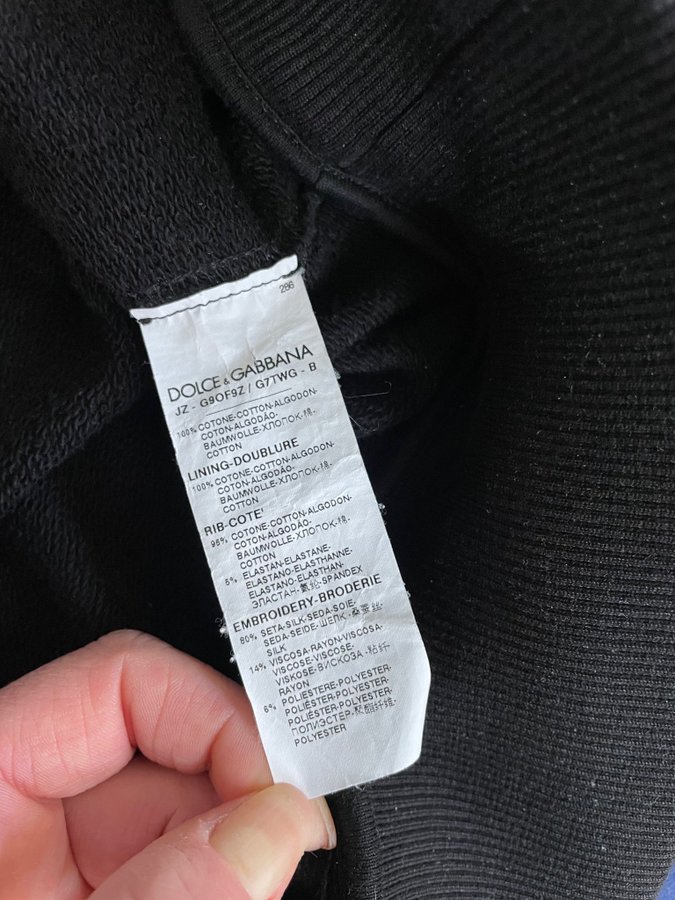 286
DOLCE & GABBANA
JZ - G9OF9Z / G7TWG - B
100% COTONE-COTTON-ALGODON-
COTON-ALGODÃO-
BAUMWOLLE-ХЛОПОК-棉-
COTTON
LINING-DOUBLURE
100% COTONE-COTTON-ALGODON-
COTON-ALGODÃO-
BAUMWOLLE-ХЛОПОК-棉-
COTTON
RIB-COTE'
95% COTONE-COTTON-ALGODON-
COTON-ALGODÃO-
BAUMWOLLE-ХЛОПОК-棉-
COTTON
5% ELASTAN-ELASTANE-
ELASTANO-ELASTHANNE-
ELASTANO-ELASTHAN-
ЭЛАСТАН-氨纶-SPANDEX
EMBROIDERY-BRODERIE
80% SETA-SILK-SEDA-SOIE-
SEDA-SEIDE-ШЕЛК-桑蚕丝-
SILK
14% VISCOSA-RAYON-VISCOSA-
VISCOSE-VISCOSE-
VISKOSE-ВИСКОЗА-粘纤-
RAYON
6% POLIESTERE-POLYESTER-
POLIÉSTER-POLYESTER-
POLIÉSTER-POLYESTER-
ПОЛИЭСТЕР-聚酯纤维-
POLYESTER